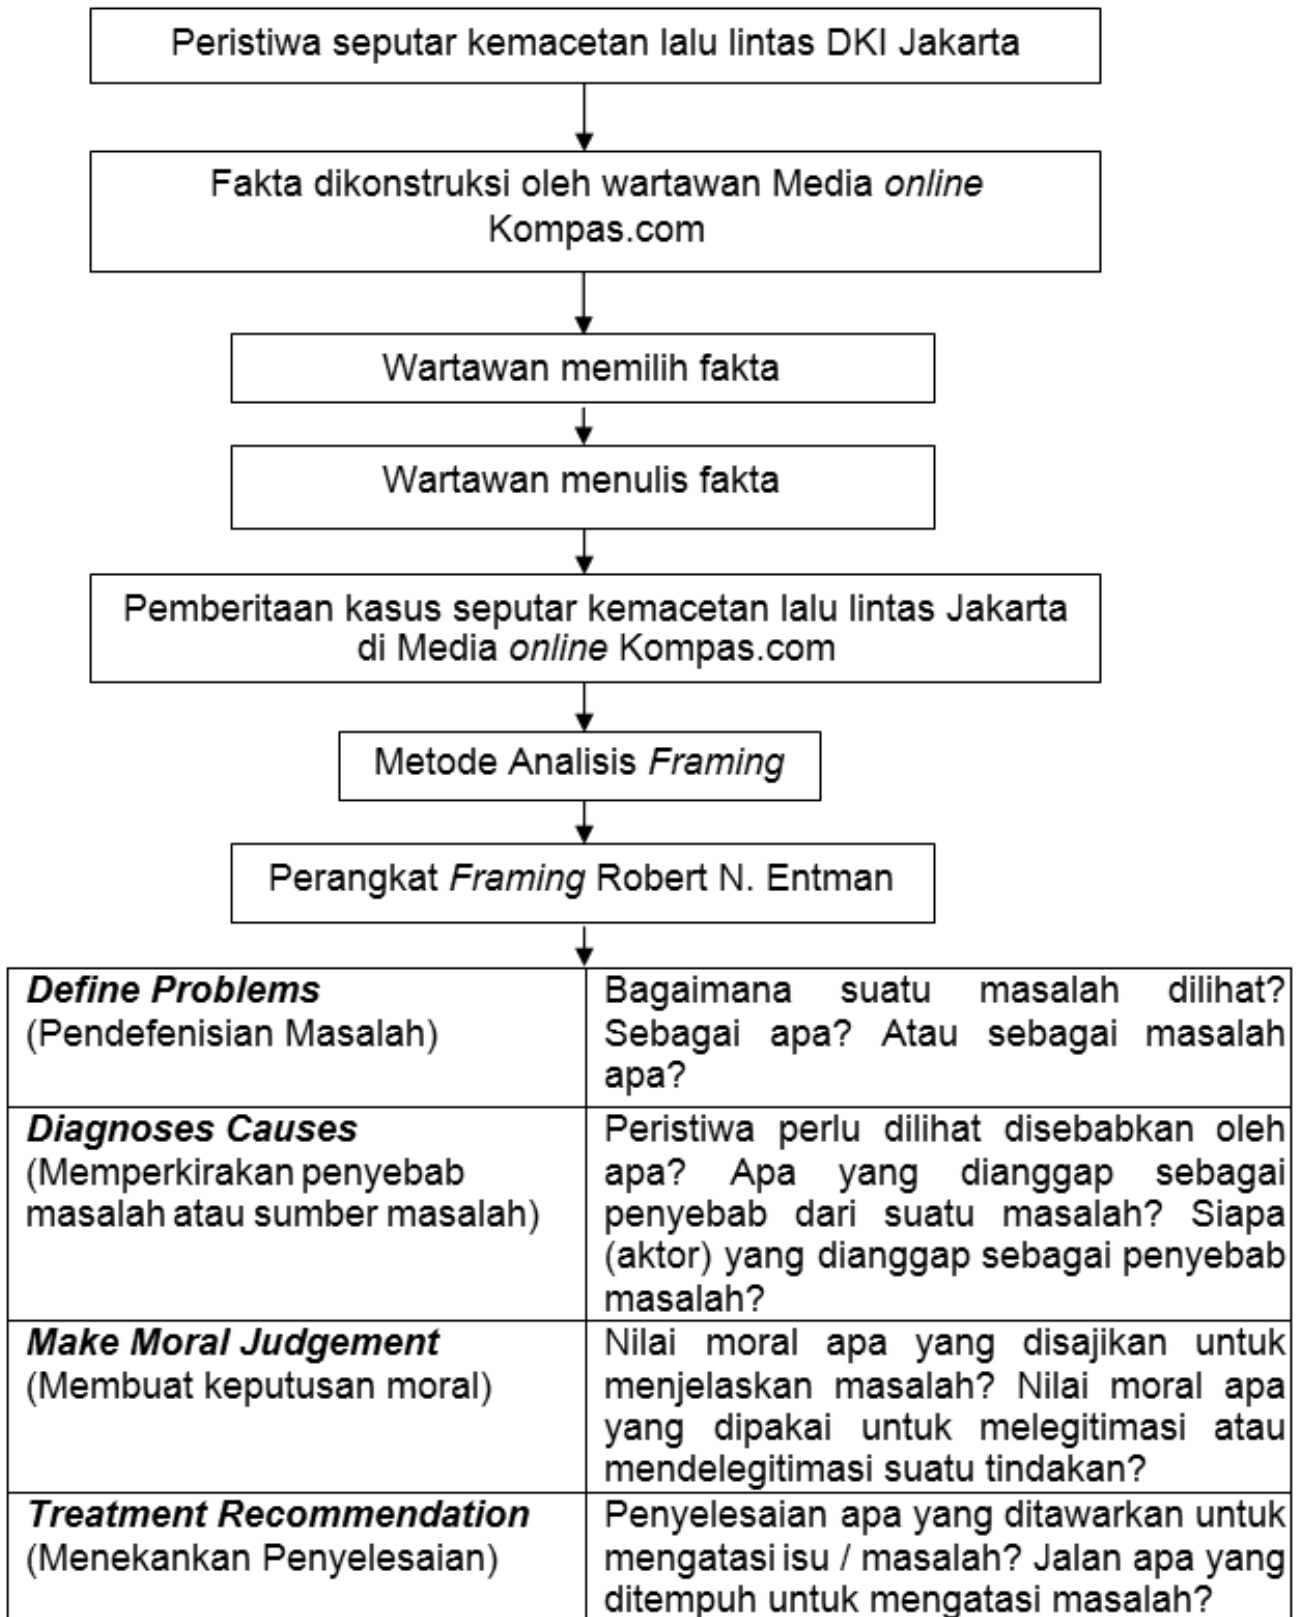 Peristiwa seputar kemacetan lalu lintas DKI Jakarta
Fakta dikonstruksi oleh wartawan Media online
Kompas.com
Wartawan memilih fakta
Wartawan menulis fakta
Pemberitaan kasus seputar kemacetan lalu lintas Jakarta
di Media online Kompas.com
Metode Analisis Framing
Perangkat Framing Robert N. Entman
Define Problems
(Pendefenisian Masalah)
Bagaimana suatu masalah dilihat?
Sebagai apa? Atau sebagai masalah
apa?
Diagnoses Causes
(Memperkirakan penyebab
masalah atau sumber masalah)
Peristiwa perlu dilihat disebabkan oleh
apa? Apa yang dianggap sebagai
penyebab dari suatu masalah? Siapa
(aktor) yang dianggap sebagai penyebab
masalah?
Make Moral Judgement
(Membuat keputusan moral)
Nilai moral apa yang disajikan untuk
menjelaskan masalah? Nilai moral apa
yang dipakai untuk melegitimasi atau
mendelegitimasi suatu tindakan?
Treatment Recommendation
(Menekankan Penyelesaian)
Penyelesaian apa yang ditawarkan untuk
mengatasi isu / masalah? Jalan apa yang
ditempuh untuk mengatasi masalah?